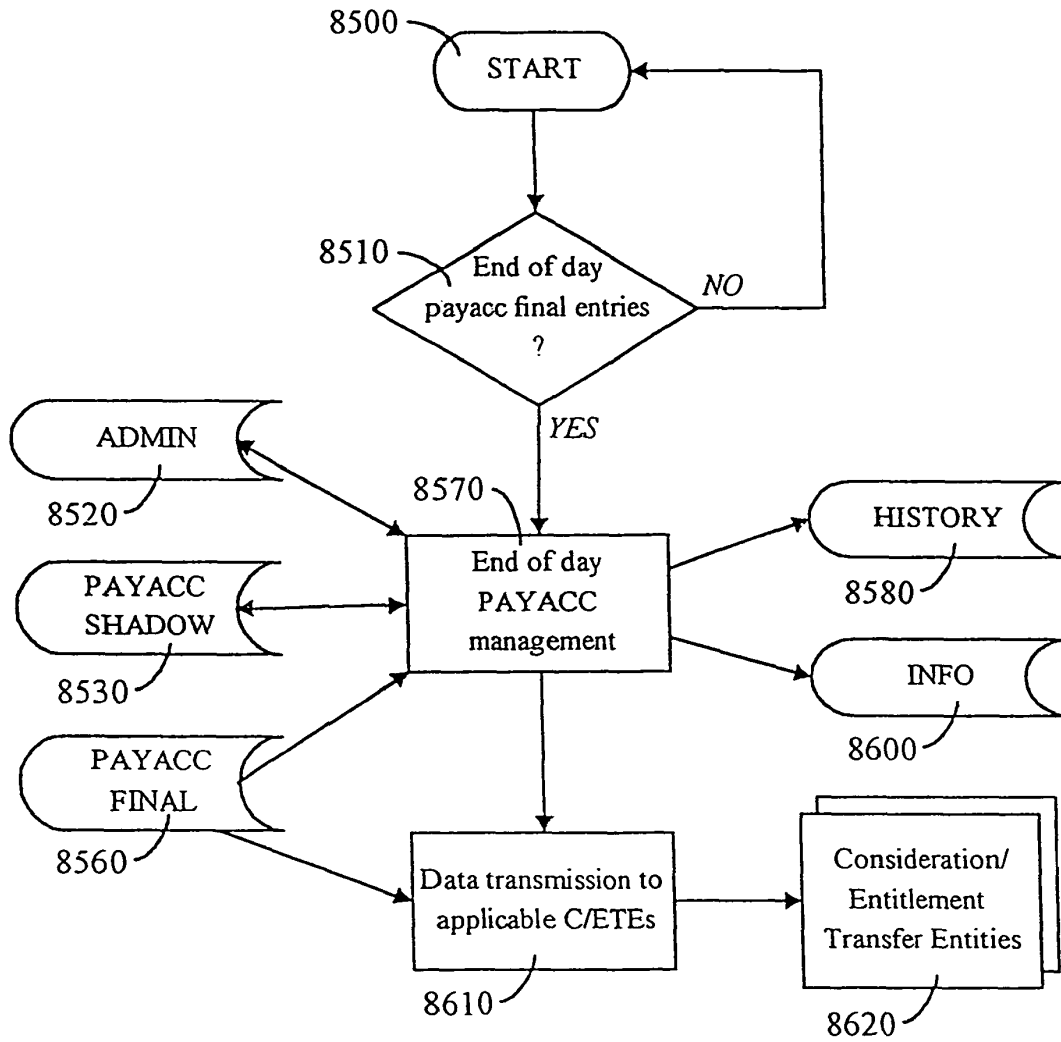 8500
START
8510
End of day
payacc final entries
?
NO
YES
ADMIN
8520
8570
End of day
PAYACC
management
HISTORY
8580
PAYACC
SHADOW
8530
INFO
8600
PAYACC
FINAL
8560
Data transmission to
applicable C/ETEs
8610
Consideration/
Entitlement
Transfer Entities
8620